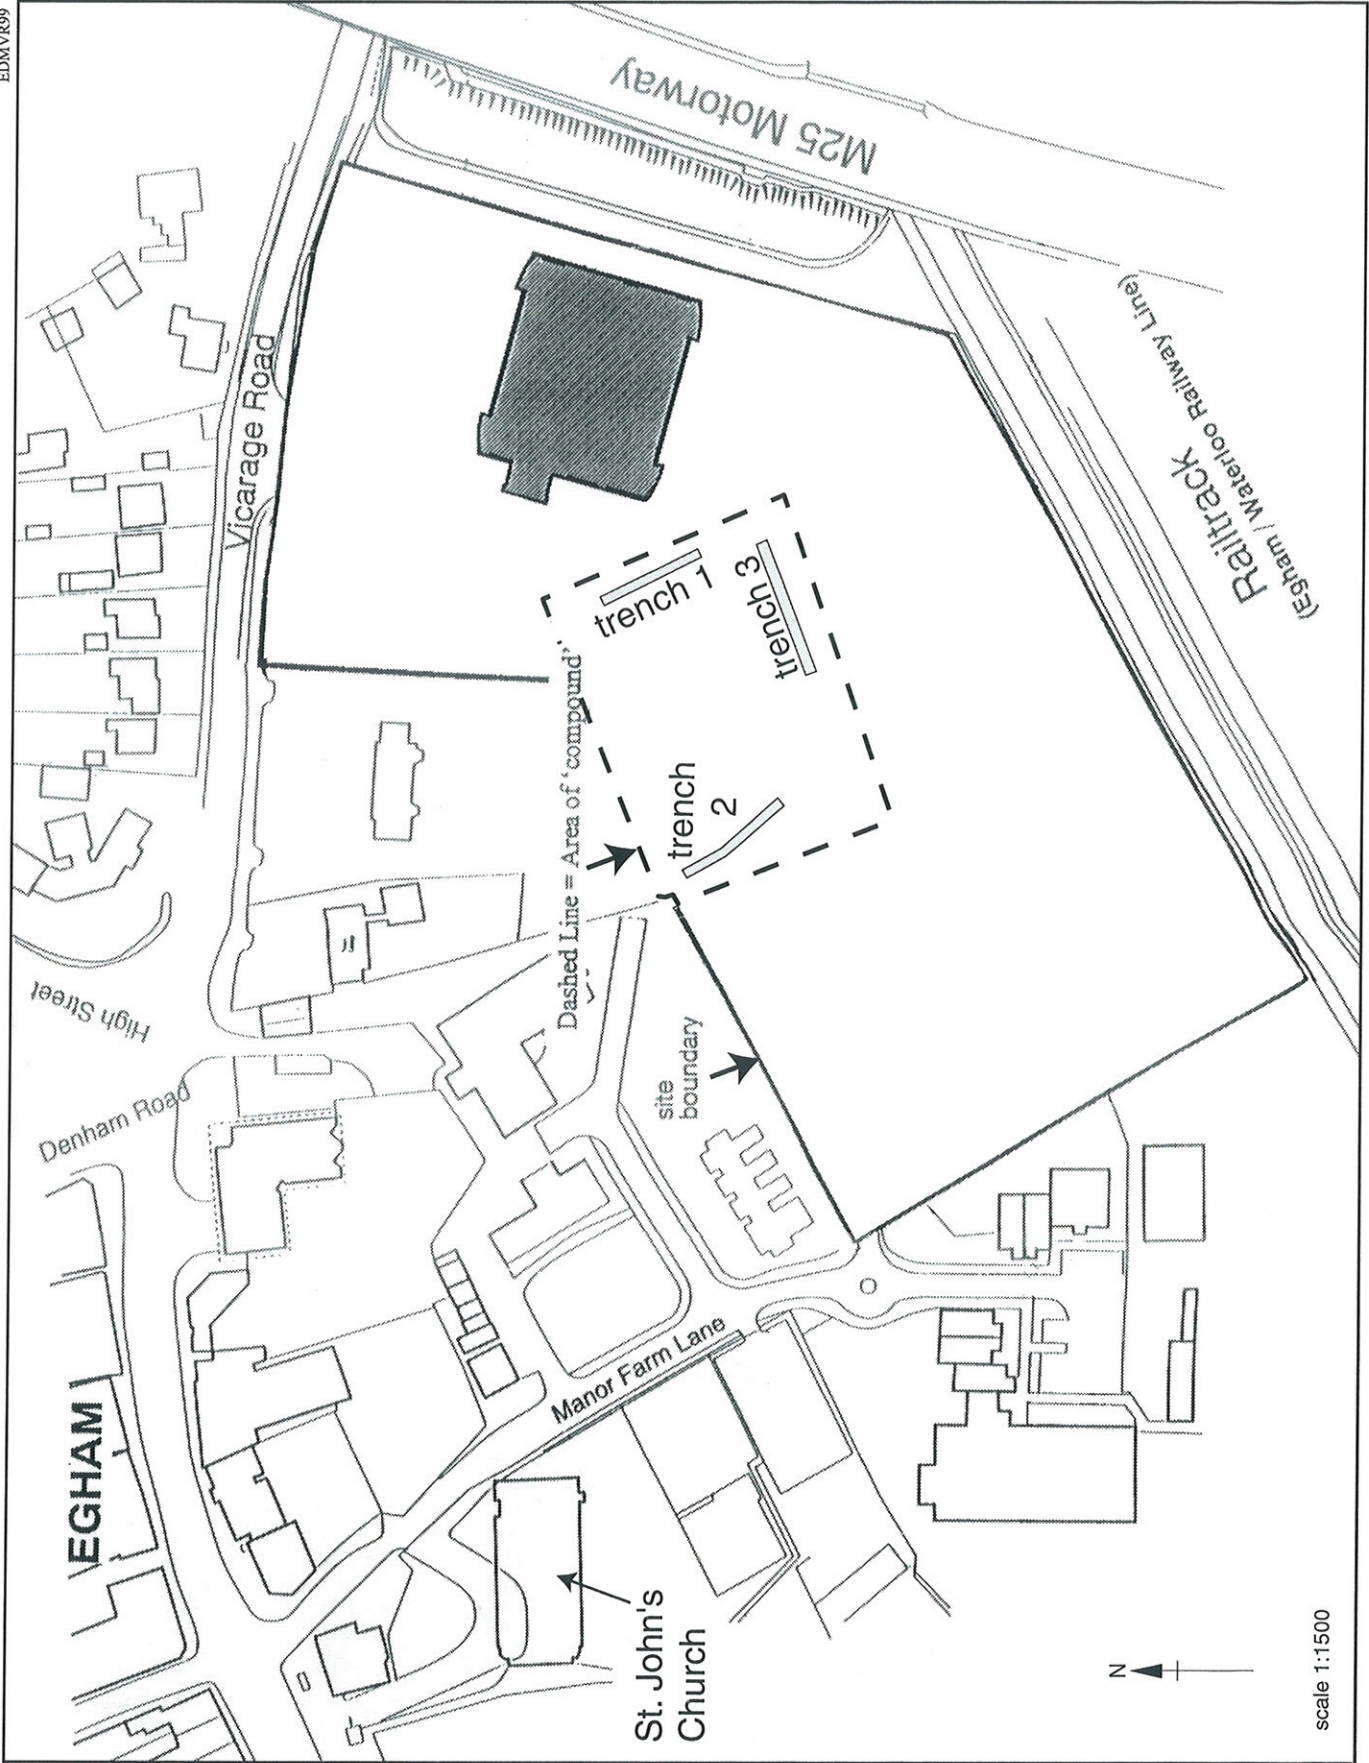 EDMVR99
M25 Motorway
Vicarage Road
Railtrack
(Egham / Waterloo Railway Line)
trench 1
trench 3
Dashed Line = Area of ‘compound’
trench
2
High Street
Denham Road
site
boundary
EGHAM
Manor Farm Lane
St. John's
Church
N
scale 1:1500